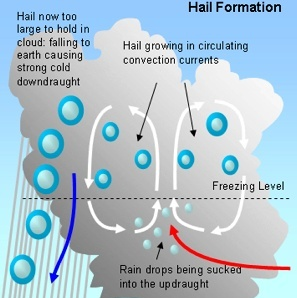 Hail Formation
Hail now too
large to hold in
cloud: falling to
earth causing
strong cold
downdraught
Hail growing in circulating
convection currents
Freezing Level
Rain drops being sucked
into the updraught